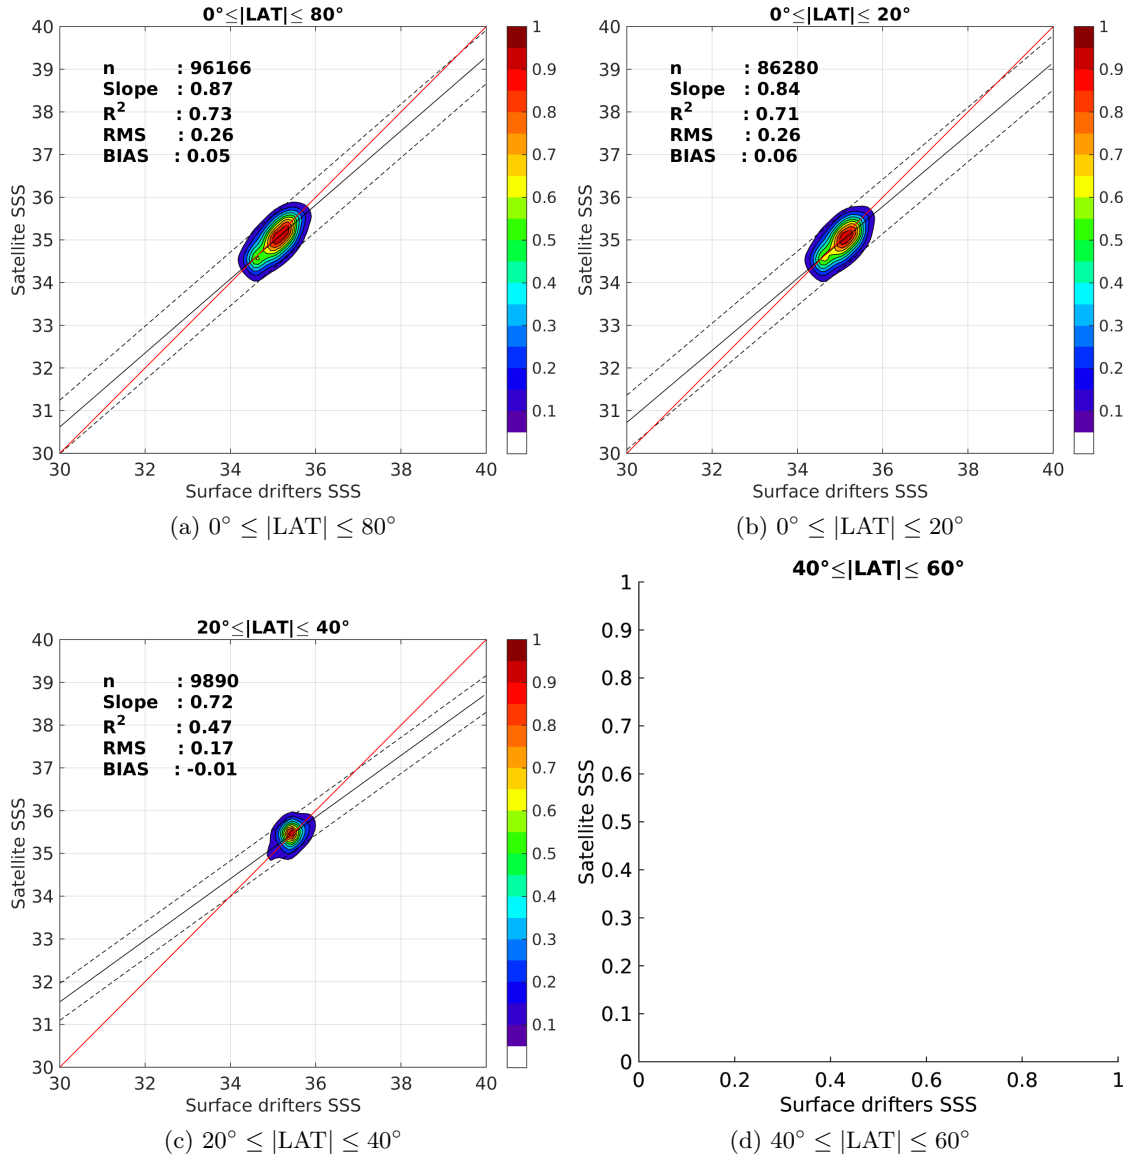 0°≤|LAT|≤ 80°
40
39
38
37
36
35
34
33
32
31
30
30 32 34 36 38 40
Satellite SSS
Surface drifters SSS
n : 96166
Slope : 0.87
R2 : 0.73
RMS : 0.26
BIAS : 0.05
1
0.9
0.8
0.7
0.6
0.5
0.4
0.3
0.2
0.1
(a) 0° ≤ |LAT| ≤ 80°
0°≤|LAT|≤ 20°
40
39
38
37
36
35
34
33
32
31
30
30 32 34 36 38 40
Satellite SSS
Surface drifters SSS
n : 86280
Slope : 0.84
R2 : 0.71
RMS : 0.26
BIAS : 0.06
1
0.9
0.8
0.7
0.6
0.5
0.4
0.3
0.2
0.1
(b) 0° ≤ |LAT| ≤ 20°
20°≤|LAT|≤ 40°
40
39
38
37
36
35
34
33
32
31
30
30 32 34 36 38 40
Satellite SSS
Surface drifters SSS
n : 9890
Slope : 0.72
R2 : 0.47
RMS : 0.17
BIAS : -0.01
1
0.9
0.8
0.7
0.6
0.5
0.4
0.3
0.2
0.1
(c) 20° ≤ |LAT| ≤ 40°
40°≤|LAT|≤ 60°
1
0.9
0.8
0.7
0.6
0.5
0.4
0.3
0.2
0.1
0
0 0.2 0.4 0.6 0.8 1
Satellite SSS
Surface drifters SSS
(d) 40° ≤ |LAT| ≤ 60°